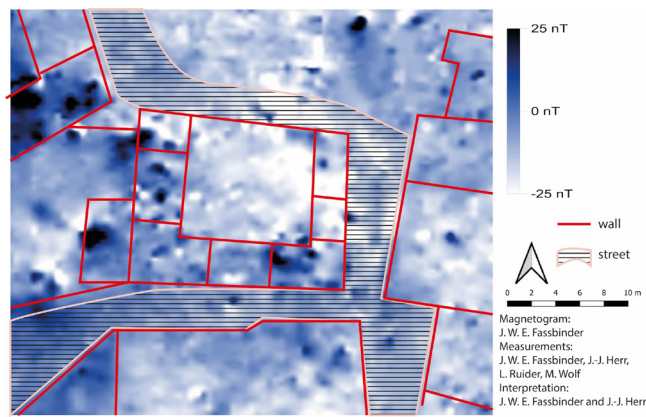 25 nT
0 nT
-25 nT
wall
street
0 2 4 6 8 10 m
Magnetogram:
J. W. E. Fassbinder
Measurements:
J. W. E. Fassbinder, J.-J. Herr,
L. Ruider, M. Wolf
Interpretation:
J. W. E. Fassbinder and J.-J. Herr